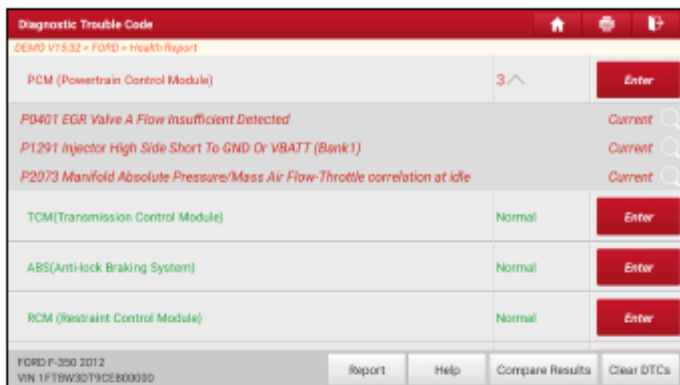 Diagnostic Trouble Code
DEMO V15.32 > FORD > Health Report
PCM (Powertrain Control Module) 3 Enter
P0401 EGR Valve A Flow Insufficient Detected Current
P1291 Injector High Side Short To GND Or VBATT (Bank1) Current
P2073 Manifold Absolute Pressure/Mass Air Flow-Throttle correlation at idle Current
TCM(Transmission Control Module) Normal Enter
ABS(Anti-lock Braking System) Normal Enter
RCM (Restraint Control Module) Normal Enter
FORD F-350 2012
VIN 1FT8W3DT9CEB00000
Report Help Compare Results Clear DTCs